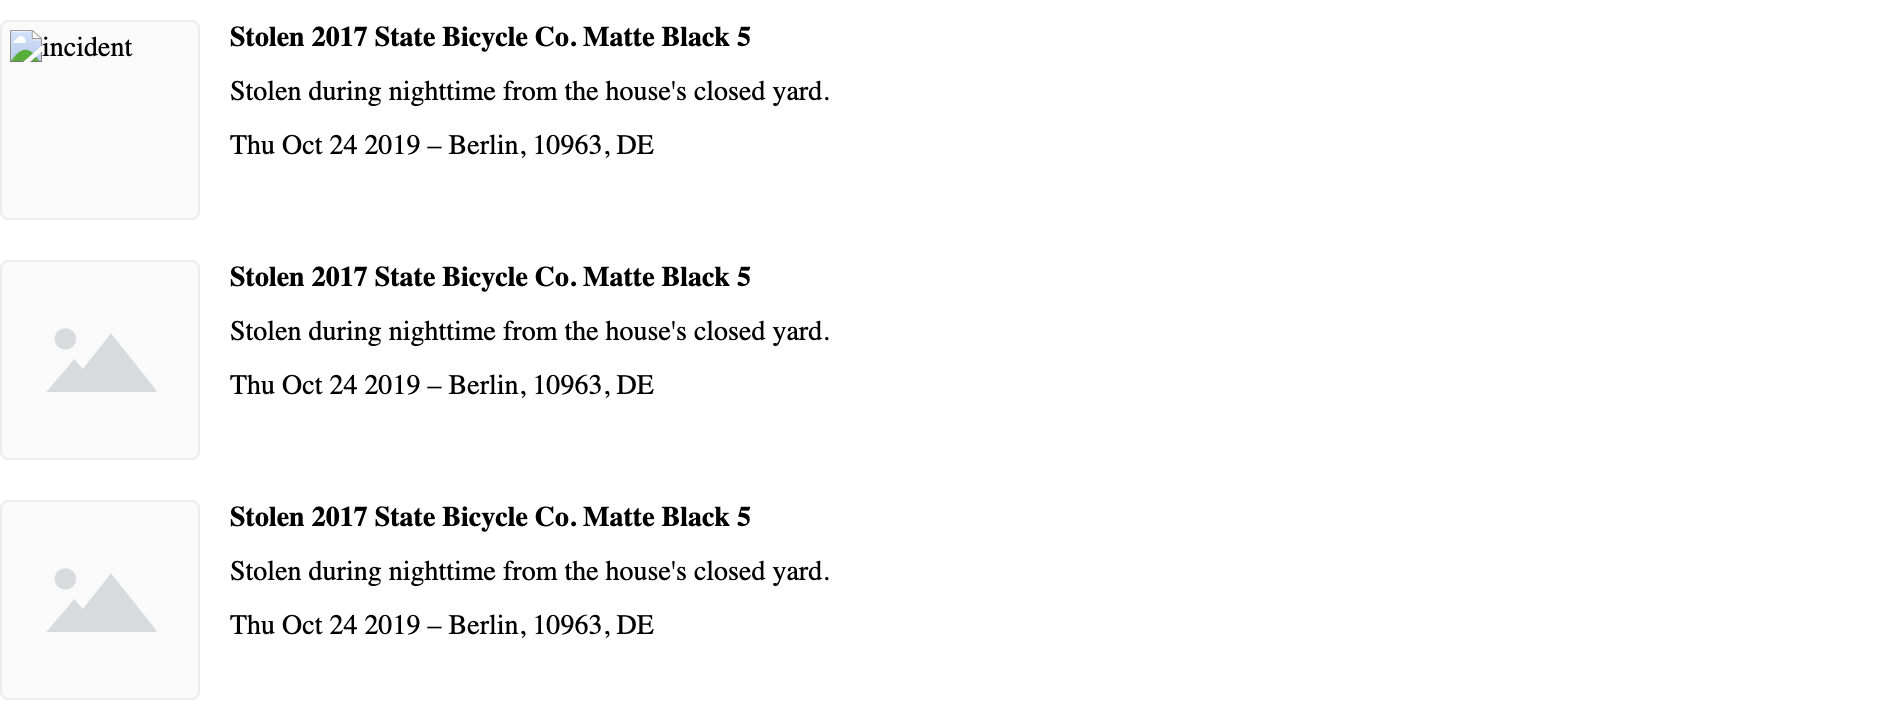 incident
Stolen 2017 State Bicycle Co. Matte Black 5
Stolen during nighttime from the house's closed yard.
Thu Oct 24 2019 – Berlin, 10963, DE
Stolen 2017 State Bicycle Co. Matte Black 5
Stolen during nighttime from the house's closed yard.
Thu Oct 24 2019 – Berlin, 10963, DE
Stolen 2017 State Bicycle Co. Matte Black 5
Stolen during nighttime from the house's closed yard.
Thu Oct 24 2019 – Berlin, 10963, DE